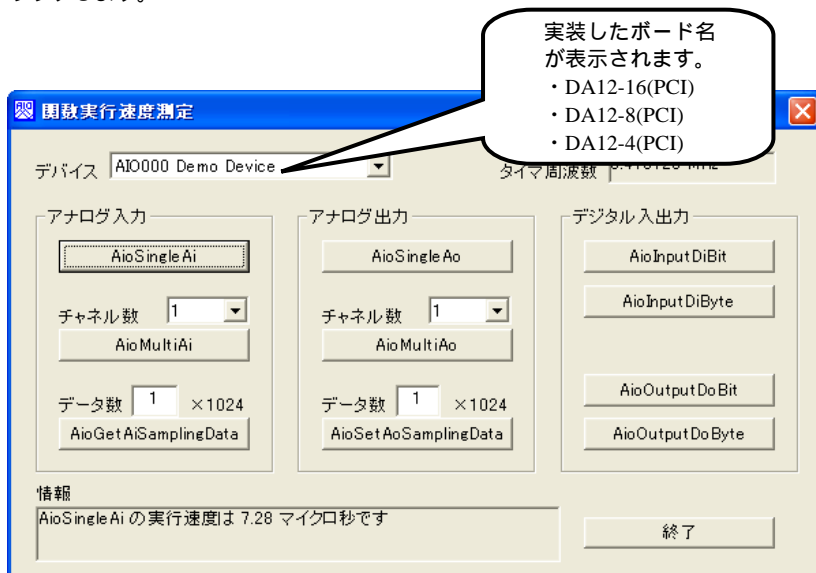 実装したボード名
が表示されます。
・DA12-16(PCI)
・DA12-8(PCI)
・DA12-4(PCI)
関数実行速度測定
デバイス AIO000 Demo Device
タイマ周波数
アナログ入力
AioSingleAi
チャネル数 1
AioMultiAi
データ数 1 ×1024
AioGetAiSamplingData
アナログ出力
AioSingleAo
チャネル数 1
AioMultiAo
データ数 1 ×1024
AioSetAoSamplingData
デジタル入出力
AioInputDiBit
AioInputDiByte
AioOutputDoBit
AioOutputDoByte
情報
AioSingleAi の実行速度は 7.28 マイクロ秒です
終了